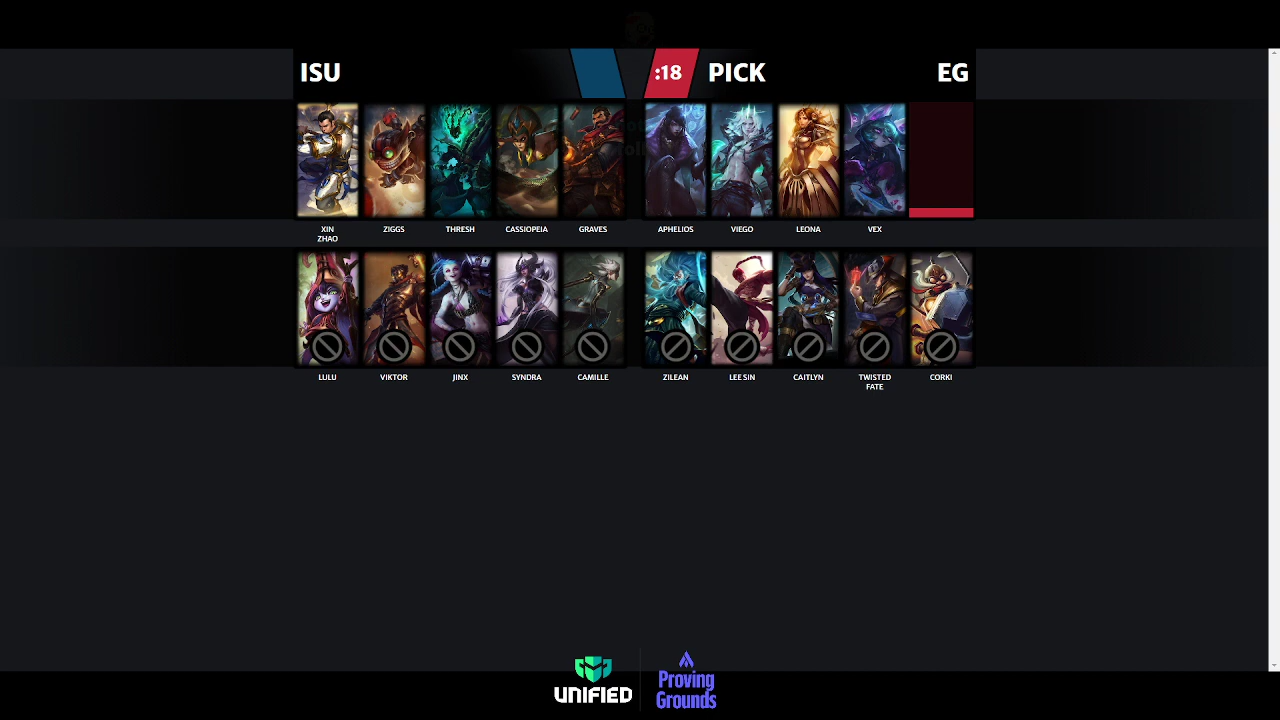 ISU
:18
PICK
EG
XIN
ZHAO
ZIGGS
THRESH
CASSIOPEIA
GRAVES
APHELIOS
VIEGO
LEONA
VEX
LULU
VIKTOR
JINX
SYNDRA
CAMILLE
ZILEAN
LEE SIN
CAITLYN
TWISTED
FATE
CORKI
UNIFIED
Proving
Grounds